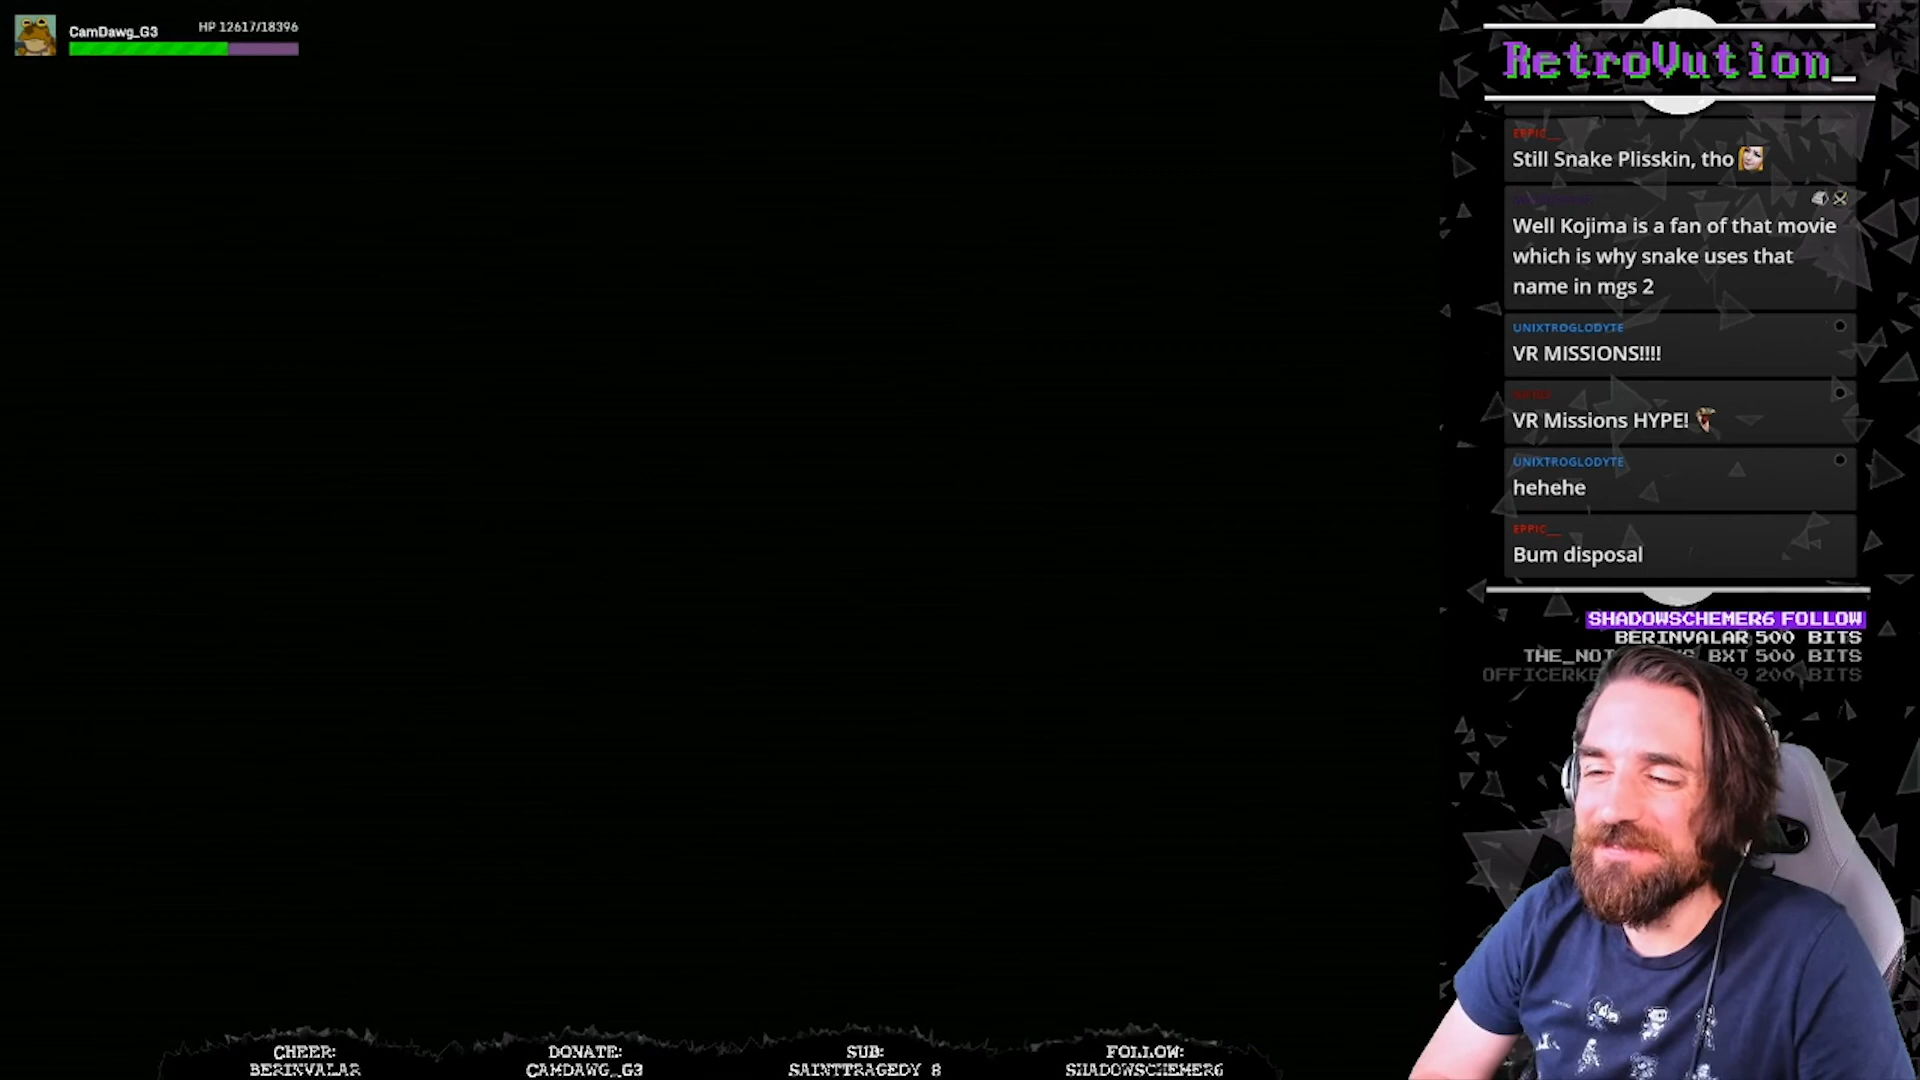 CamDawg_G3
HP 12617/18396
RetroVution_
EPPIC__
Still Snake Plisskin, tho
Well Kojima is a fan of that movie
which is why snake uses that
name in mgs 2
UNIXTROGLODYTE
VR MISSIONS!!!!
VR Missions HYPE!
UNIXTROGLODYTE
hehehe
EPPIC__
Bum disposal
SHADOWSCHEMER6 FOLLOW
BERINVALAR 500 BITS
BXT 500 BITS
200 BITS
CHEER:
BERINVALAR
DONATE:
CAMDAWG_G3
SUB:
SAINTTRAGEDY 8
FOLLOW:
SHADOWSCHEMER6